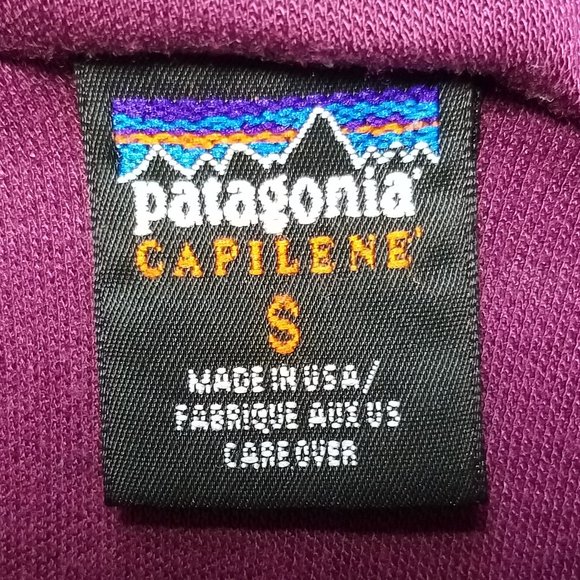 patagonia®
CAPILENE®
S
MADE IN USA/
FABRIQUE AUX US
CARE OVER